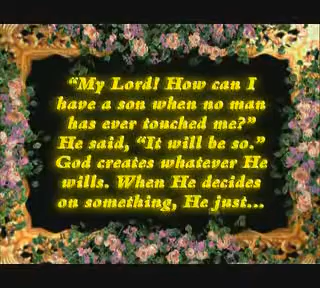 “My Lord! How can I
have a son when no man
has ever touched me?”
He said, “It will be so.”
God creates whatever He
wills. When He decides
on something, He just...